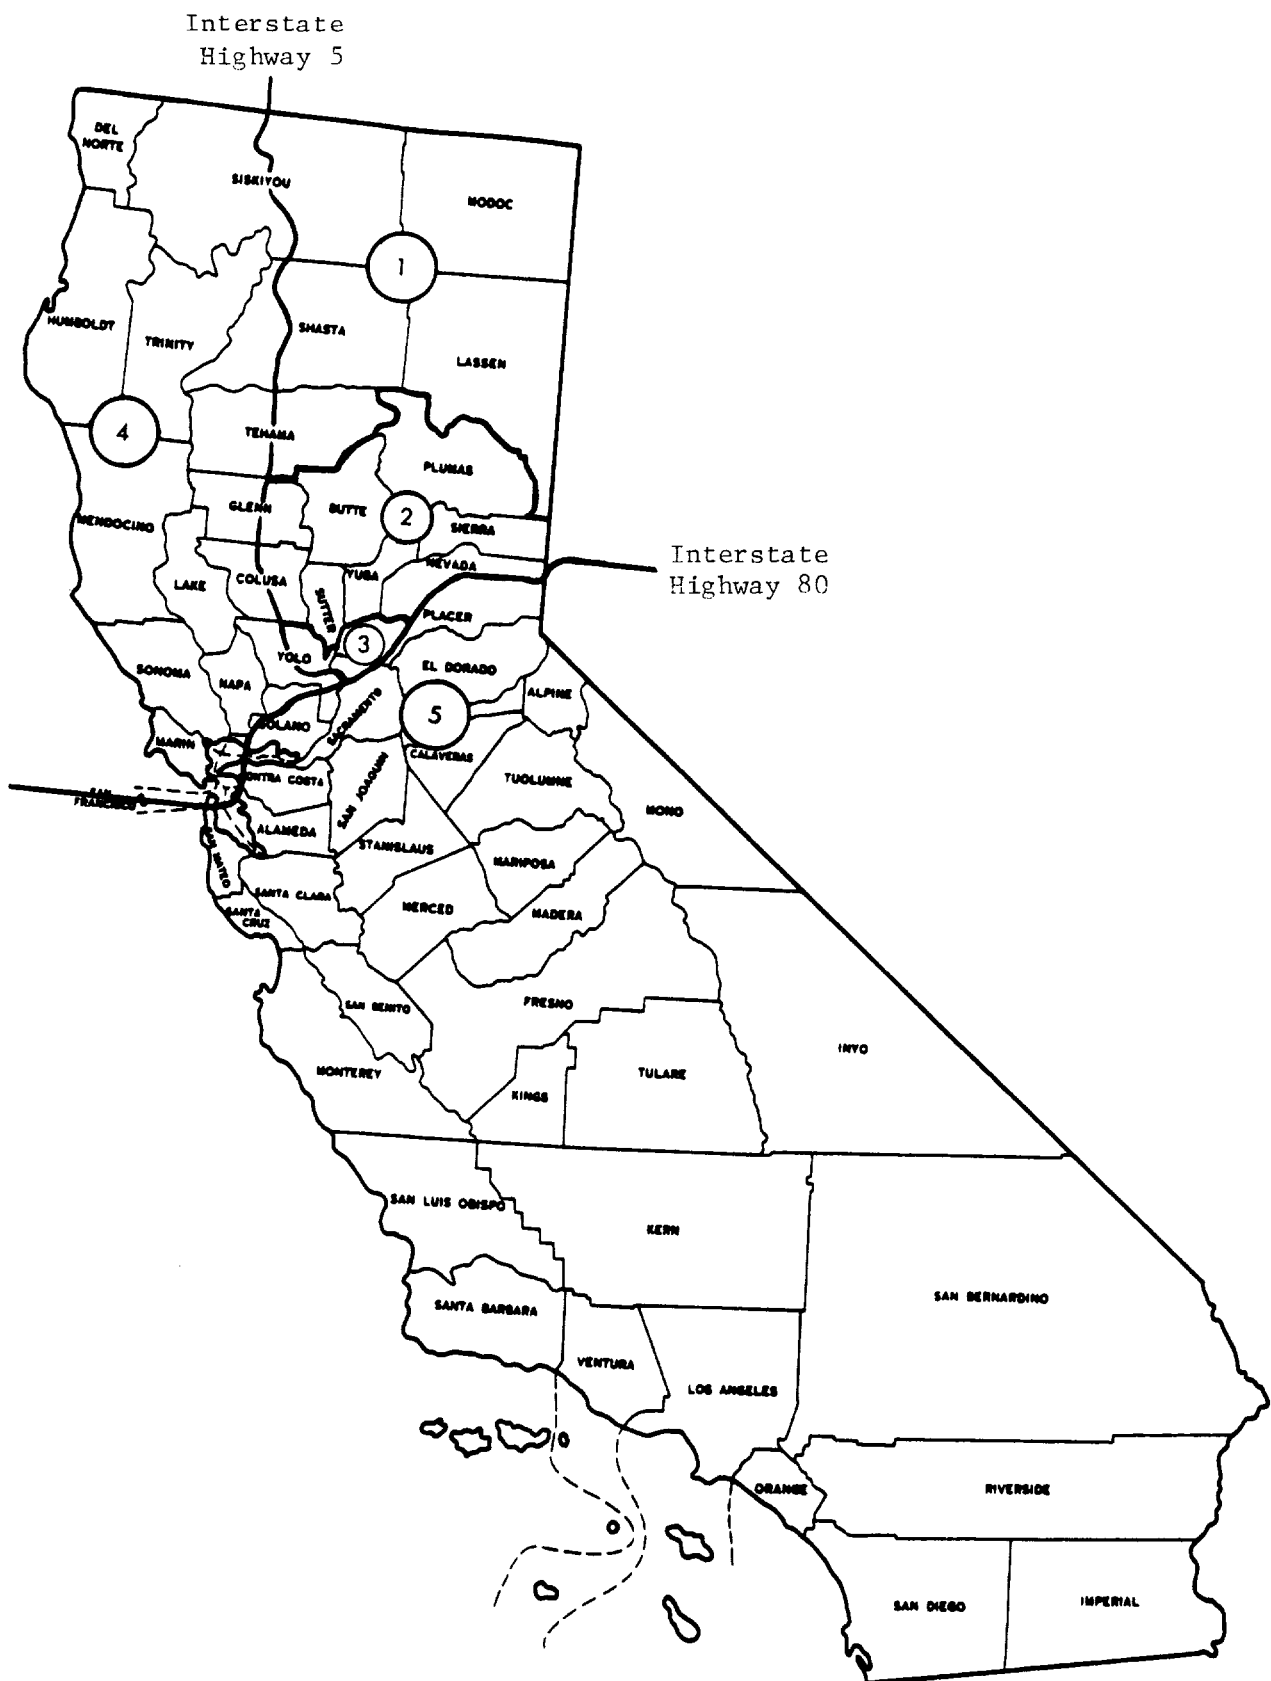 Interstate
Highway 5
DEL
NORTE
SISKIYOU
MODOC
1
HUMBOLDT
TRINITY
SHASTA
LASSEN
4
TEHAMA
PLUMAS
GLENN
BUTTE
2
SIERRA
MENDOCINO
Interstate
Highway 80
LAKE
COLUSA
YUBA
NEVADA
SUTTER
PLACER
3
YOLO
EL DORADO
SONOMA
NAPA
ALPINE
5
SOLANO
SACRAMENTO
MARIN
CALAVERAS
CONTRA COSTA
SAN JOAQUIN
TUOLUMNE
SAN
FRANCISCO
MONO
ALAMEDA
STANISLAUS
SAN MATEO
MARIPOSA
SANTA CLARA
MERCED
MADERA
SANTA
CRUZ
SAN BENITO
FRESNO
INYO
MONTEREY
TULARE
KINGS
SAN LUIS OBISPO
KERN
SAN BERNARDINO
SANTA BARBARA
VENTURA
LOS ANGELES
ORANGE
RIVERSIDE
SAN DIEGO
IMPERIAL